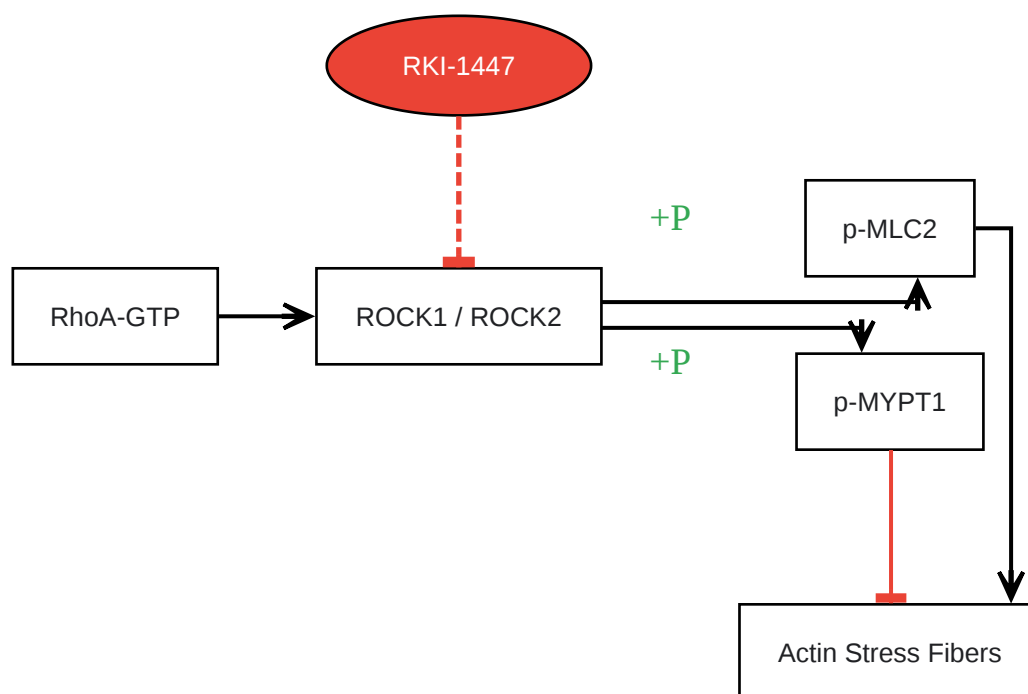 RKI-1447
+P
p-MLC2
RhoA-GTP
ROCK1 / ROCK2
+P
p-MYPT1
Actin Stress Fibers